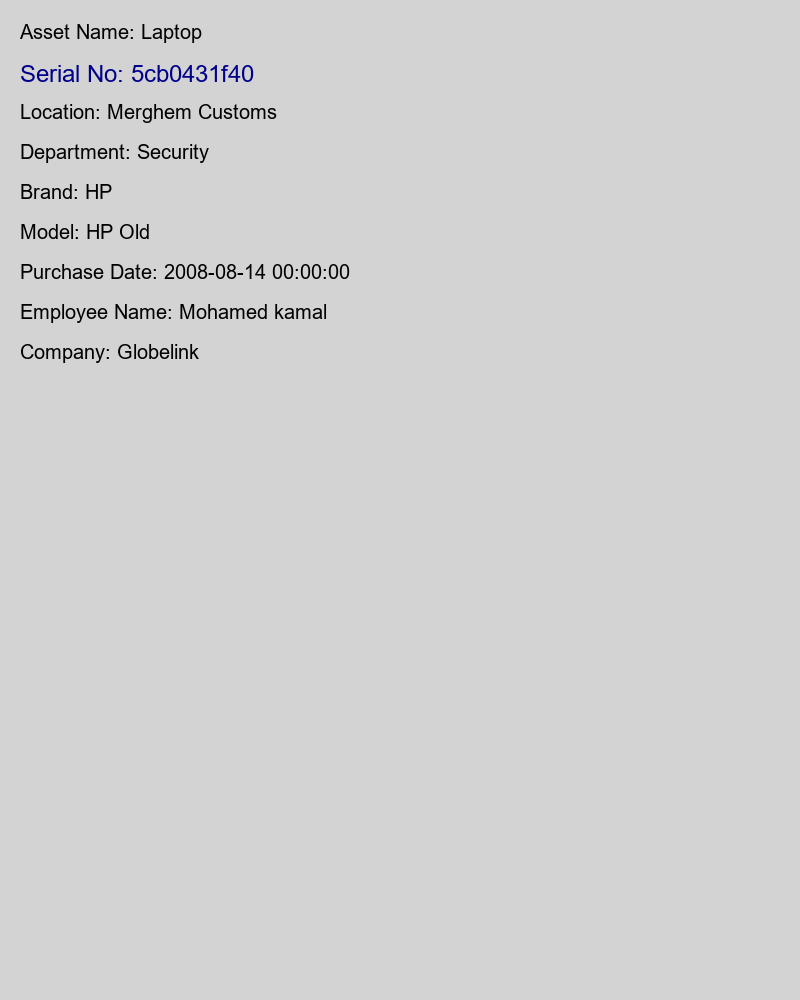 Asset Name: Laptop
Serial No: 5cb0431f40
Location: Merghem Customs
Department: Security
Brand: HP
Model: HP Old
Purchase Date: 2008-08-14 00:00:00
Employee Name: Mohamed kamal
Company: Globelink